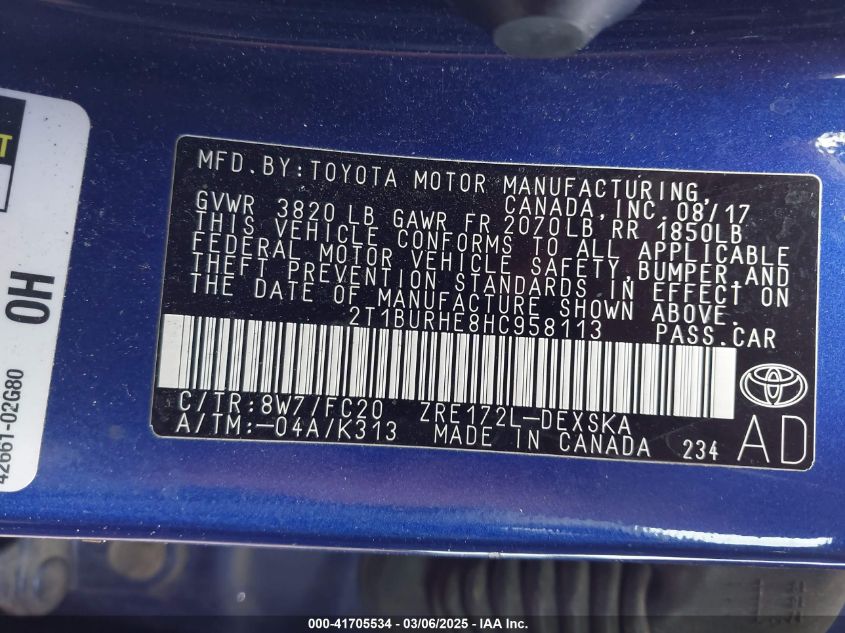 MFD.BY:TOYOTA MOTOR MANUFACTURING,
CANADA, INC. 08/17
GVWR 3820 LB GAWR FR 2070LB RR 1850LB
THIS VEHICLE CONFORMS TO ALL APPLICABLE
FEDERAL MOTOR VEHICLE SAFETY, BUMPER, AND
THEFT PREVENTION STANDARDS IN EFFECT ON
THE DATE OF MANUFACTURE SHOWN ABOVE.
2T1BURHE8HC958113 PASS.CAR
C/TR:8W7/FC20 ZRE172L-DEXSKA
A/TM:-04A/K313 MADE IN CANADA 234
AD
T
OH
42661-02G80
000-41705534 - 03/06/2025 - IAA Inc.